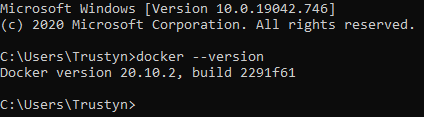 Microsoft Windows [Version 10.0.19042.746]
(c) 2020 Microsoft Corporation. All rights reserved.
C:\Users\Trustyn>docker --version
Docker version 20.10.2, build 2291f61
C:\Users\Trustyn>